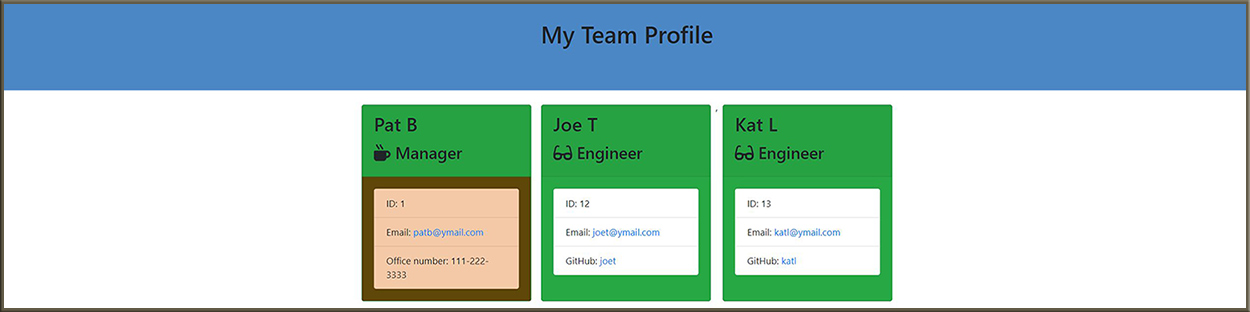 My Team Profile
Pat B
Manager
ID: 1
Email: patb@ymail.com
Office number: 111-222-
3333
Joe T
Engineer
ID: 12
Email: joet@ymail.com
GitHub: joet
,
Kat L
Engineer
ID: 13
Email: katl@ymail.com
GitHub: katl